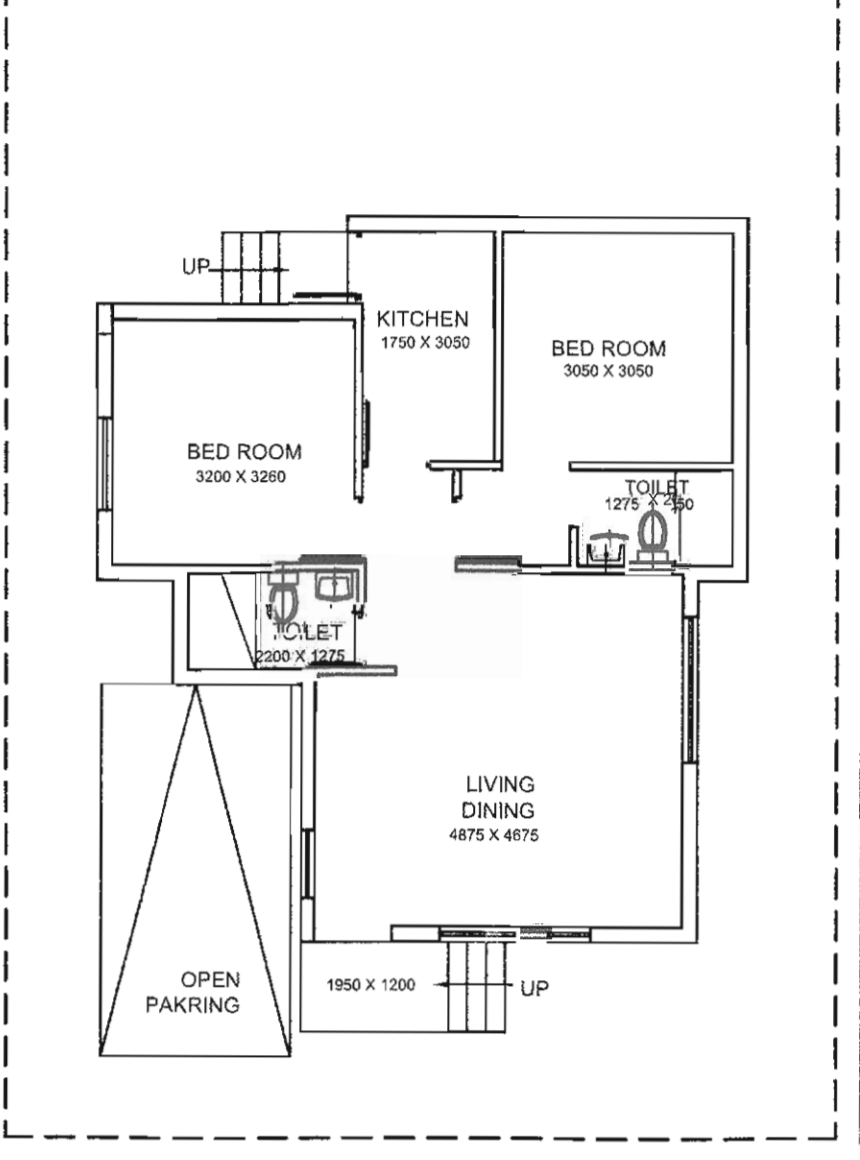 UP
KITCHEN
1750 X 3050
BED ROOM
3050 X 3050
BED ROOM
3200 X 3260
TOILET
1275 X
TOILET
2200 X 1275
LIVING
DINING
4875 X 4675
OPEN
PAKRING
1950 X 1200
UP